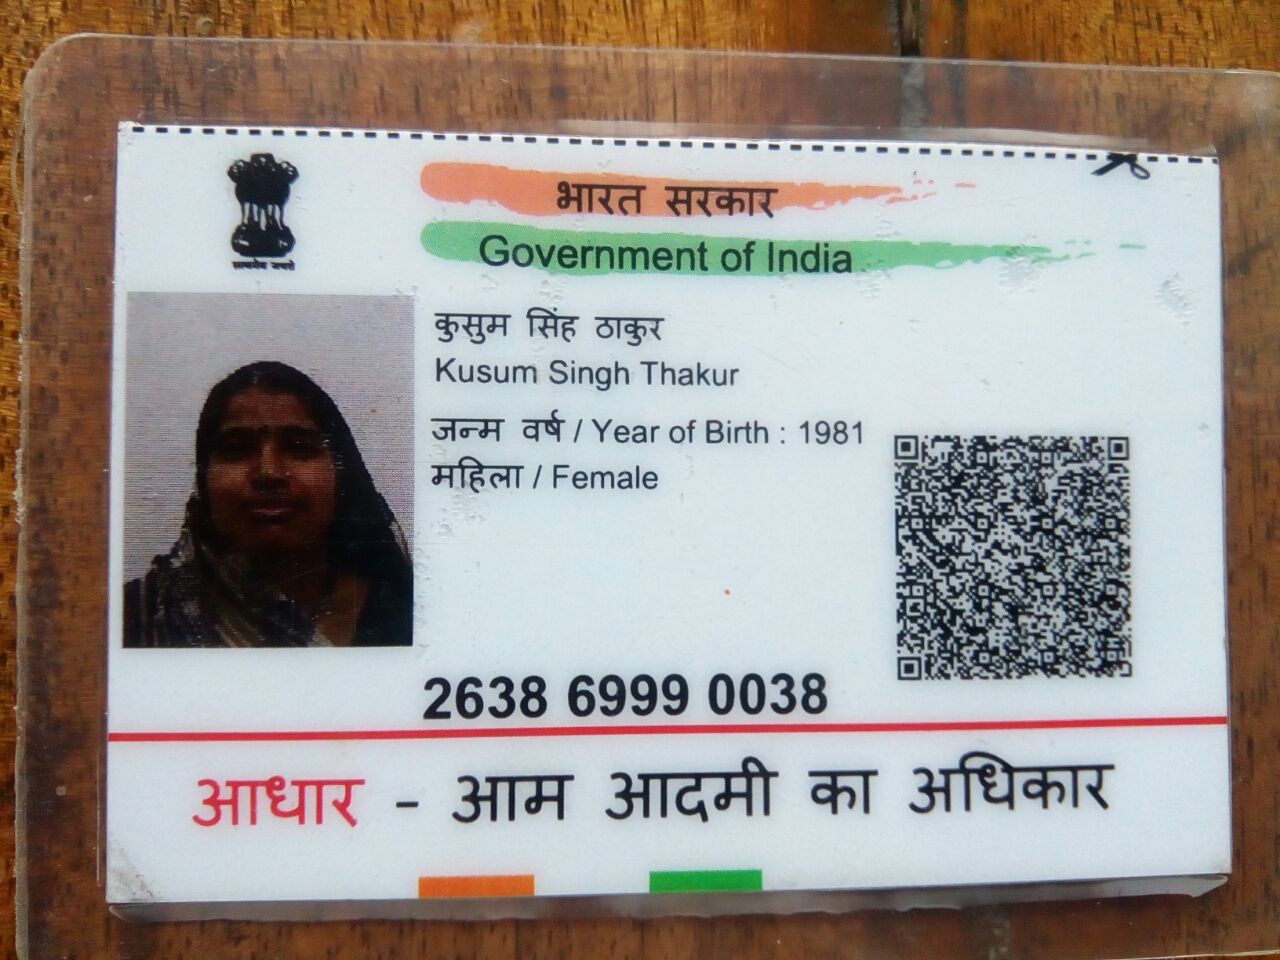 सत्यमेव जयते
भारत सरकार
Government of India
कुसुम सिंह ठाकुर
Kusum Singh Thakur
जन्म वर्ष / Year of Birth : 1981
महिला / Female
2638 6999 0038
आधार - आम आदमी का अधिकार